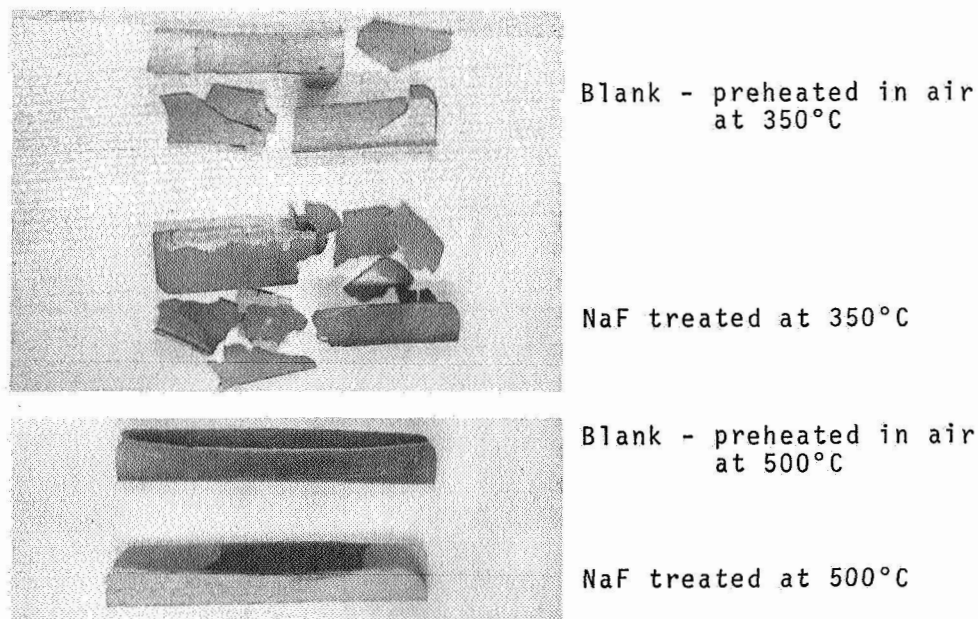 Blank - preheated in air
at 350°C
NaF treated at 350°C
Blank - preheated in air
at 500°C
NaF treated at 500°C